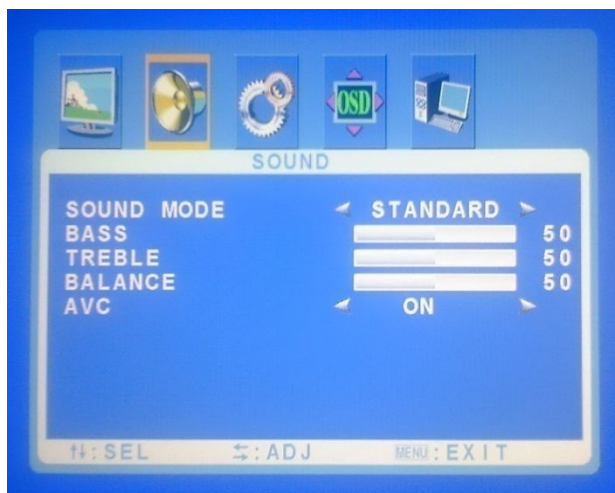 OSD
SOUND
SOUND MODE STANDARD
BASS 50
TREBLE 50
BALANCE 50
AVC ON
↑↓:SEL ⇆:ADJ MENU:EXIT